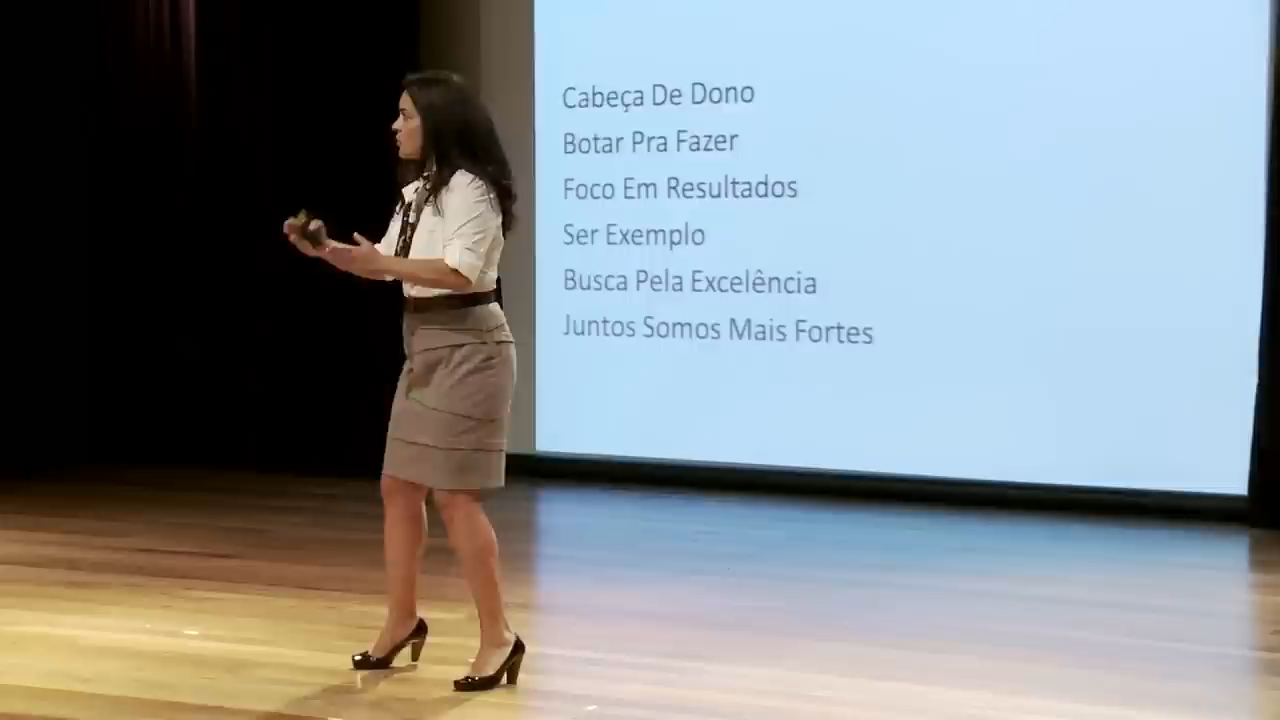 Cabeça De Dono
Botar Pra Fazer
Foco Em Resultados
Ser Exemplo
Busca Pela Excelência
Juntos Somos Mais Fortes